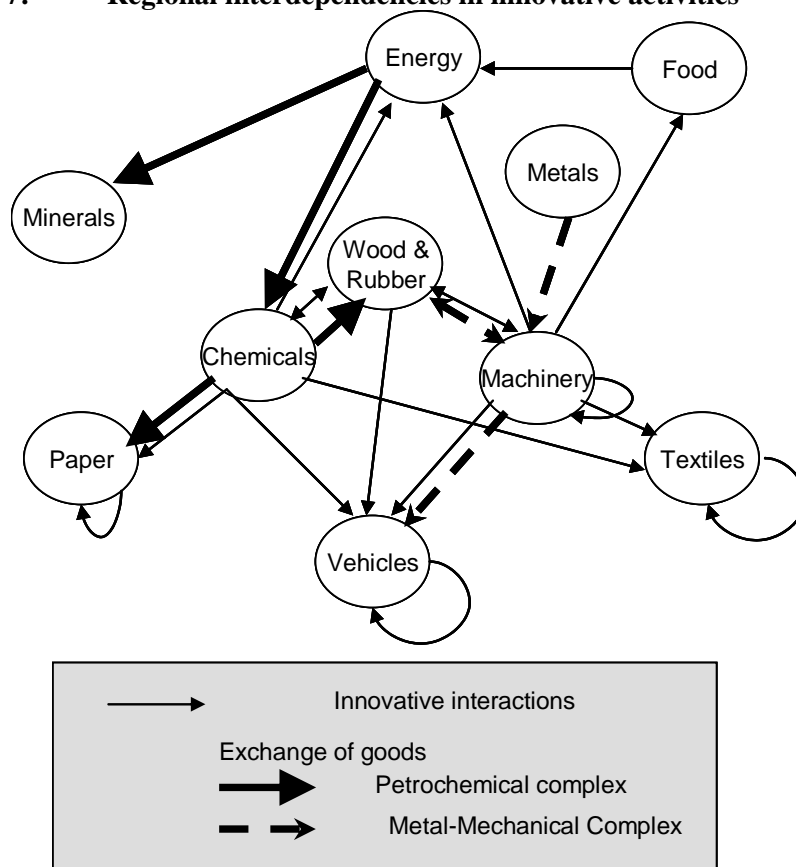 7. Regional interdependencies in innovative activities
Energy
Food
Metals
Minerals
Wood &
Rubber
Chemicals
Machinery
Paper
Textiles
Vehicles
Innovative interactions
Exchange of goods
Petrochemical complex
Metal-Mechanical Complex